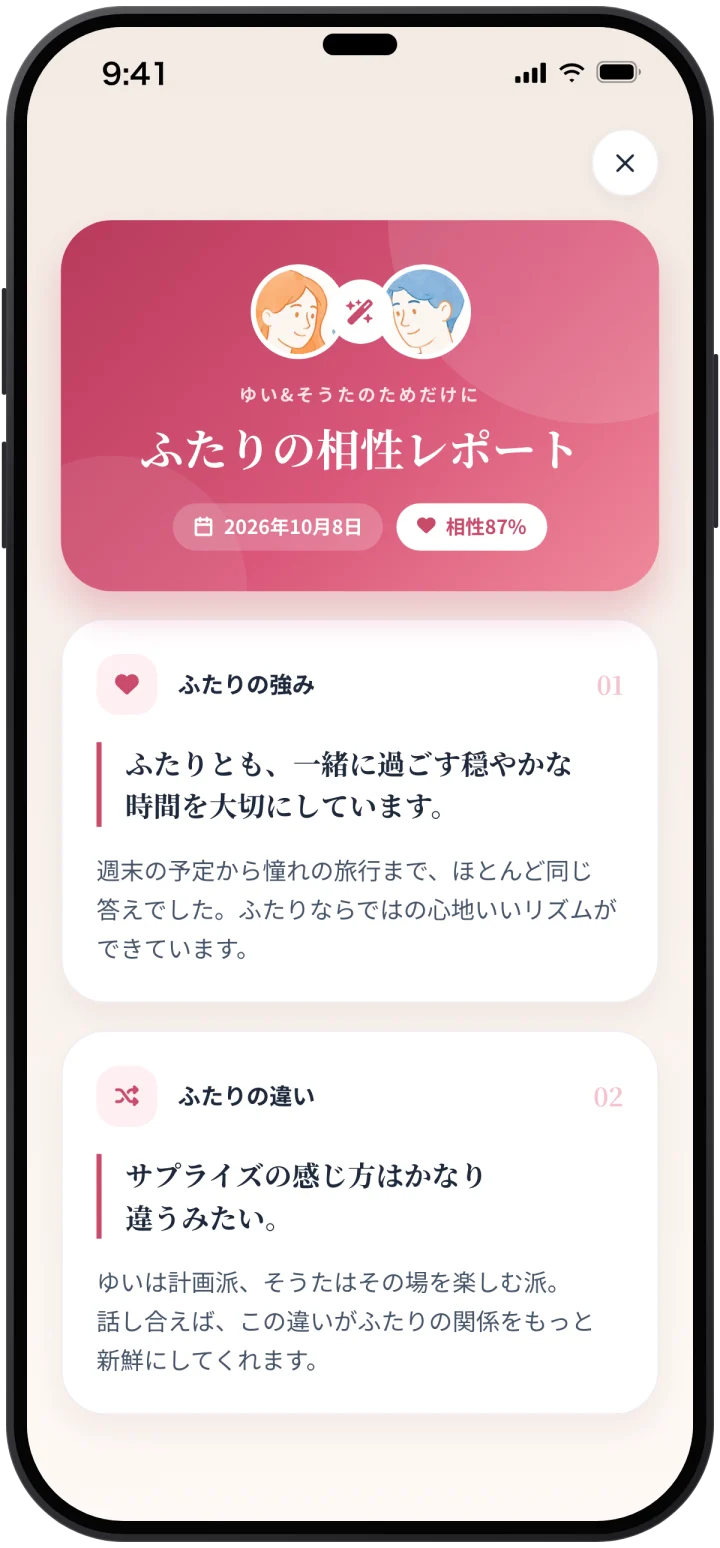 9:41
ゆい&そうたのためだけに
ふたりの相性レポート
2026年10月8日
相性87%
ふたりの強み
01
ふたりとも、一緒に過ごす穏やかな
時間を大切にしています。
週末の予定から憧れの旅行まで、ほとんど同じ
答えでした。ふたりならではの心地いいリズムが
できています。
ふたりの違い
02
サプライズの感じ方はかなり
違うみたい。
ゆいは計画派、そうたはその場を楽しむ派。
話し合えば、この違いがふたりの関係をもっと
新鮮にしてくれます。